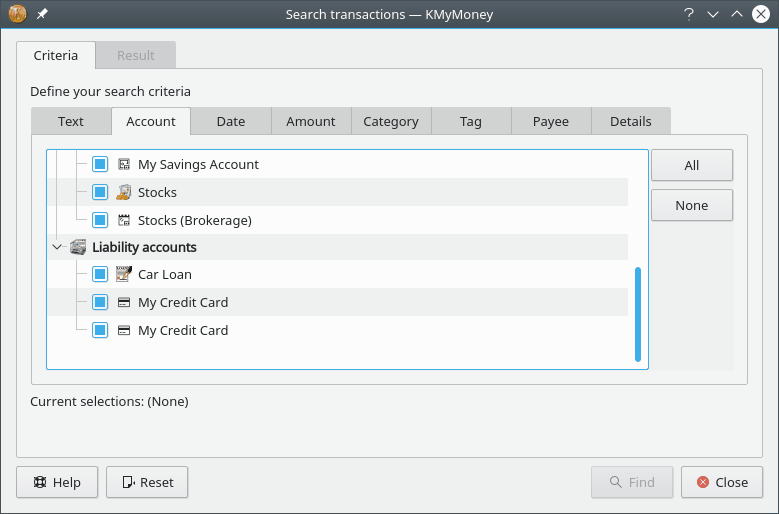 Search transactions — KMyMoney
Criteria
Result
Define your search criteria
Text
Account
Date
Amount
Category
Tag
Payee
Details
My Savings Account
All
Stocks
None
Stocks (Brokerage)
Liability accounts
Car Loan
My Credit Card
My Credit Card
Current selections: (None)
Help
Reset
Find
Close